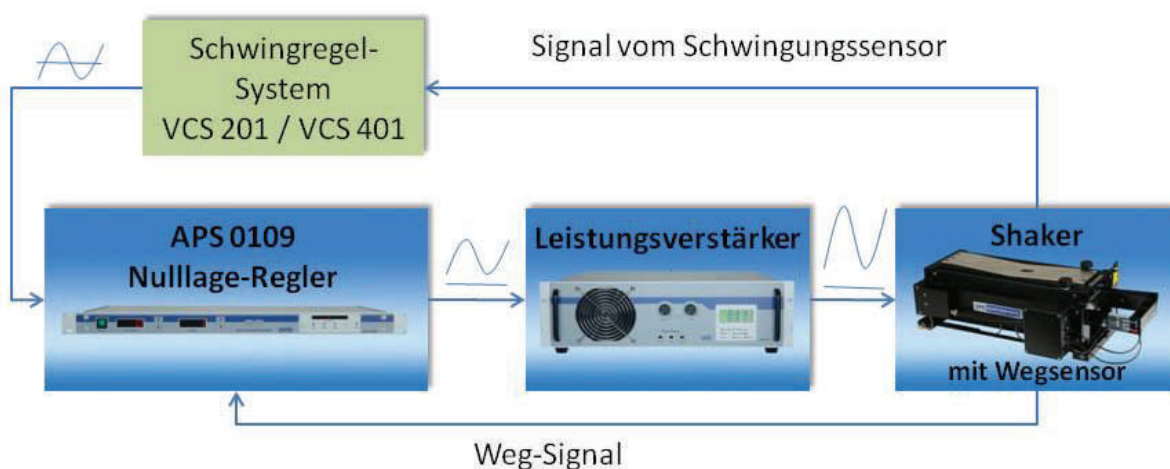 Schwingregel-
System
VCS 201 / VCS 401
Signal vom Schwingungssensor
APS 0109
Nulllage-Regler
Leistungsverstärker
Shaker
mit Wegsensor
Weg-Signal